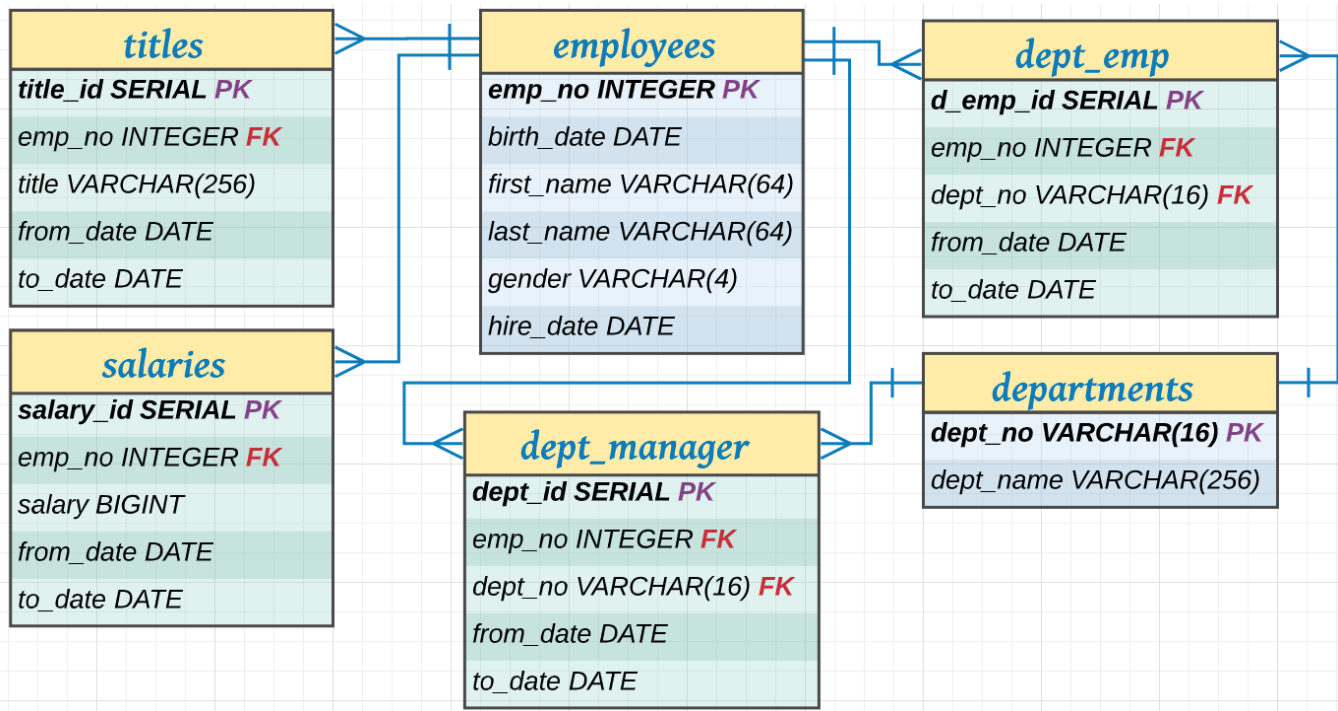 titles
title_id SERIAL PK
emp_no INTEGER FK
title VARCHAR(256)
from_date DATE
to_date DATE
employees
emp_no INTEGER PK
birth_date DATE
first_name VARCHAR(64)
last_name VARCHAR(64)
gender VARCHAR(4)
hire_date DATE
dept_emp
d_emp_id SERIAL PK
emp_no INTEGER FK
dept_no VARCHAR(16) FK
from_date DATE
to_date DATE
salaries
salary_id SERIAL PK
emp_no INTEGER FK
salary BIGINT
from_date DATE
to_date DATE
dept_manager
dept_id SERIAL PK
emp_no INTEGER FK
dept_no VARCHAR(16) FK
from_date DATE
to_date DATE
departments
dept_no VARCHAR(16) PK
dept_name VARCHAR(256)